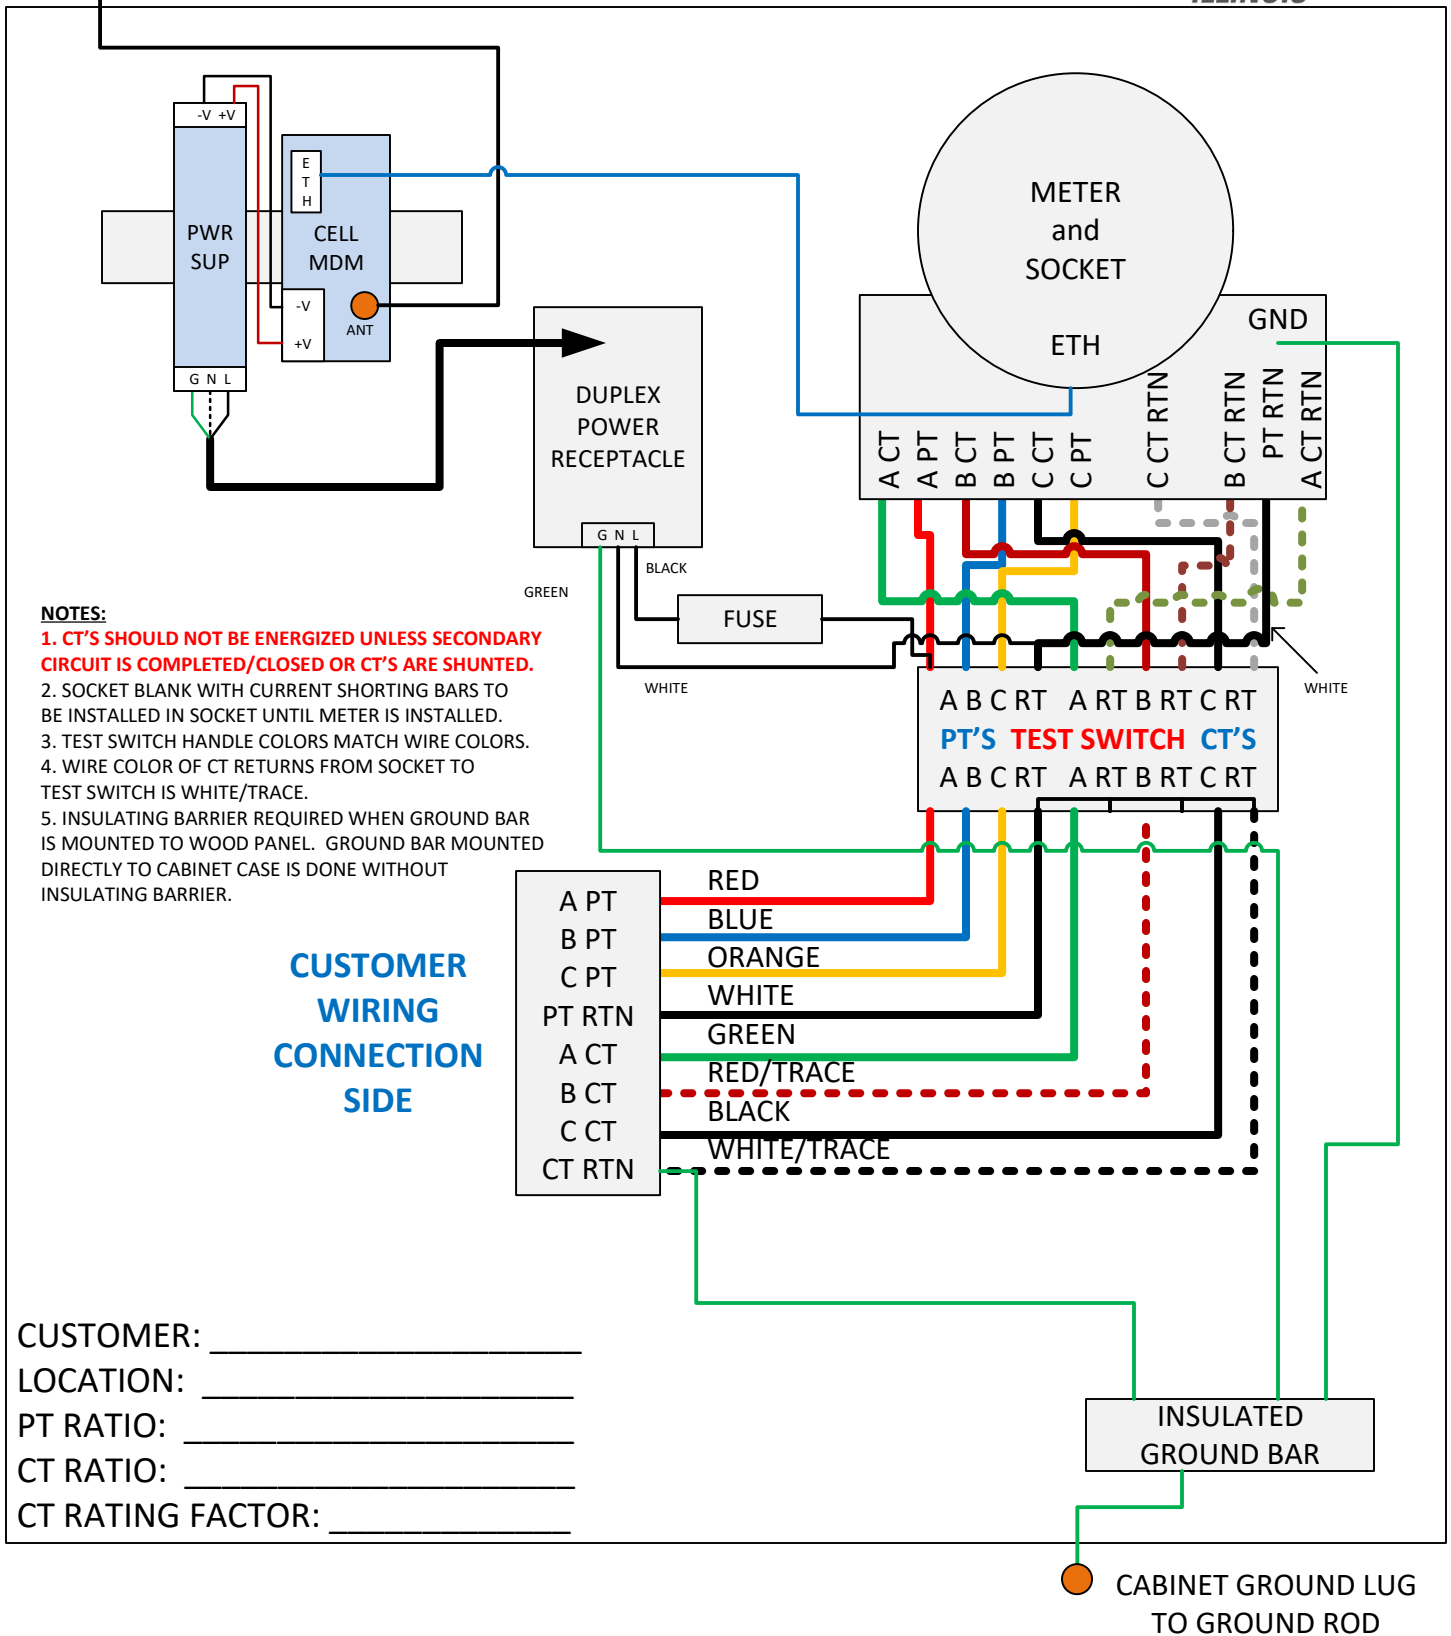 ILLINOIS
-V +V
E
T
H
PWR
SUP
CELL
MDM
-V
+V
ANT
G N L
METER
and
SOCKET
ETH
GND
DUPLEX
POWER
RECEPTACLE
G N L
A CT
A PT
B CT
B PT
C CT
C PT
C CT RTN
B CT RTN
PT RTN
A CT RTN
BLACK
GREEN
FUSE
WHITE
WHITE
NOTES:
1. CT'S SHOULD NOT BE ENERGIZED UNLESS SECONDARY
CIRCUIT IS COMPLETED/CLOSED OR CT'S ARE SHUNTED.
2. SOCKET BLANK WITH CURRENT SHORTING BARS TO
BE INSTALLED IN SOCKET UNTIL METER IS INSTALLED.
3. TEST SWITCH HANDLE COLORS MATCH WIRE COLORS.
4. WIRE COLOR OF CT RETURNS FROM SOCKET TO
TEST SWITCH IS WHITE/TRACE.
5. INSULATING BARRIER REQUIRED WHEN GROUND BAR
IS MOUNTED TO WOOD PANEL.  GROUND BAR MOUNTED
DIRECTLY TO CABINET CASE IS DONE WITHOUT
INSULATING BARRIER.
A B C RT A RT B RT C RT
PT'S TEST SWITCH CT'S
A B C RT A RT B RT C RT
CUSTOMER
WIRING
CONNECTION
SIDE
A PT
B PT
C PT
PT RTN
A CT
B CT
C CT
CT RTN
RED
BLUE
ORANGE
WHITE
GREEN
RED/TRACE
BLACK
WHITE/TRACE
CUSTOMER: ____________________
LOCATION: ____________________
PT RATIO: _____________________
CT RATIO: _____________________
CT RATING FACTOR: _____________
INSULATED
GROUND BAR
CABINET GROUND LUG
TO GROUND ROD